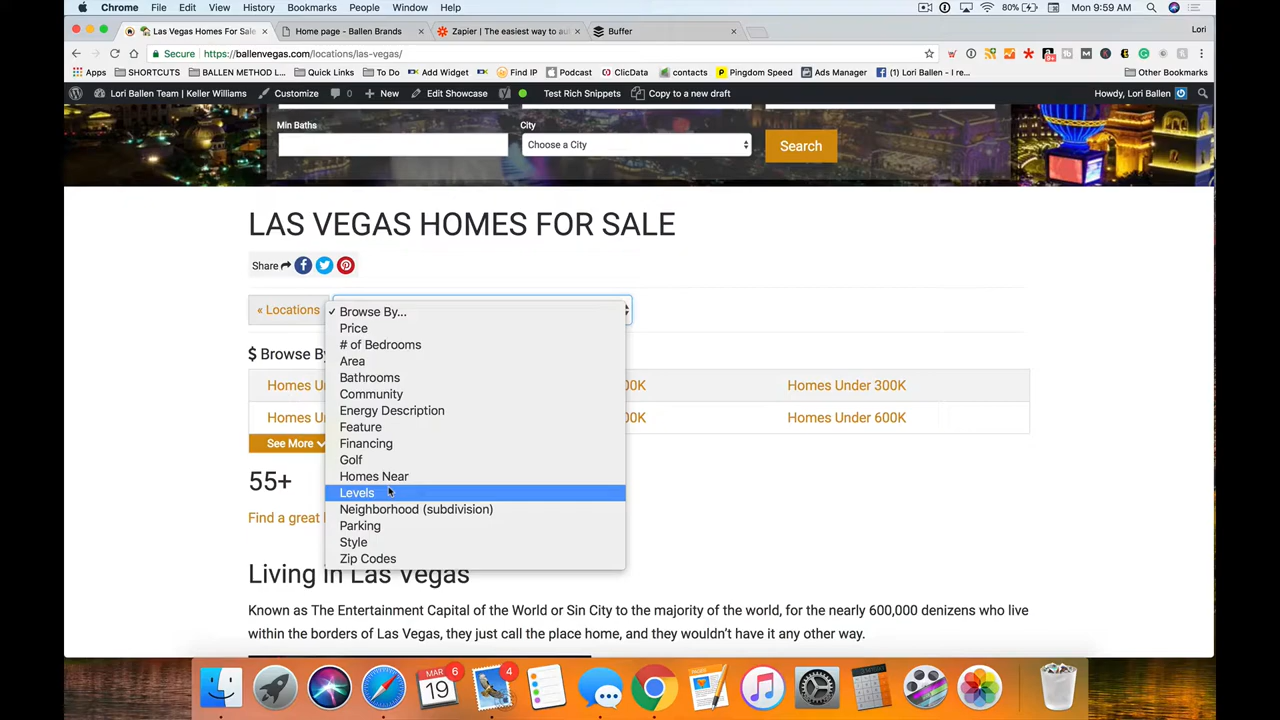 Chrome File Edit View History Bookmarks People Window Help 80% Mon 9:59 AM
Las Vegas Homes For Sale Home page - Ballen Brands Zapier | The easiest way to Buffer Lori
Secure https://ballenvegas.com/locations/las-vegas/
Apps SHORTCUTS BALLEN METHOD L... Quick Links To Do Add Widget Find IP Podcast ClicData contacts Pingdom Speed Ads Manager (1) Lori Ballen - I re... Other Bookmarks
Lori Ballen Team | Keller Williams Customize 0 New Edit Showcase Test Rich Snippets Copy to a new draft Howdy, Lori Ballen
Min Baths City
Choose a City Search
LAS VEGAS HOMES FOR SALE
Share
« Locations
✓ Browse By...
Price
# of Bedrooms
Area
Bathrooms
Community
Energy Description
Feature
Financing
Golf
Homes Near
Levels
Neighborhood (subdivision)
Parking
Style
Zip Codes
$ Browse By
Homes Under 300K
Homes Under 600K
See More
55+
Find a great
Living in Las Vegas
Known as The Entertainment Capital of the World or Sin City to the majority of the world, for the nearly 600,000 denizens who live
within the borders of Las Vegas, they just call the place home, and they wouldn't have it any other way.
MAR 6
19
4